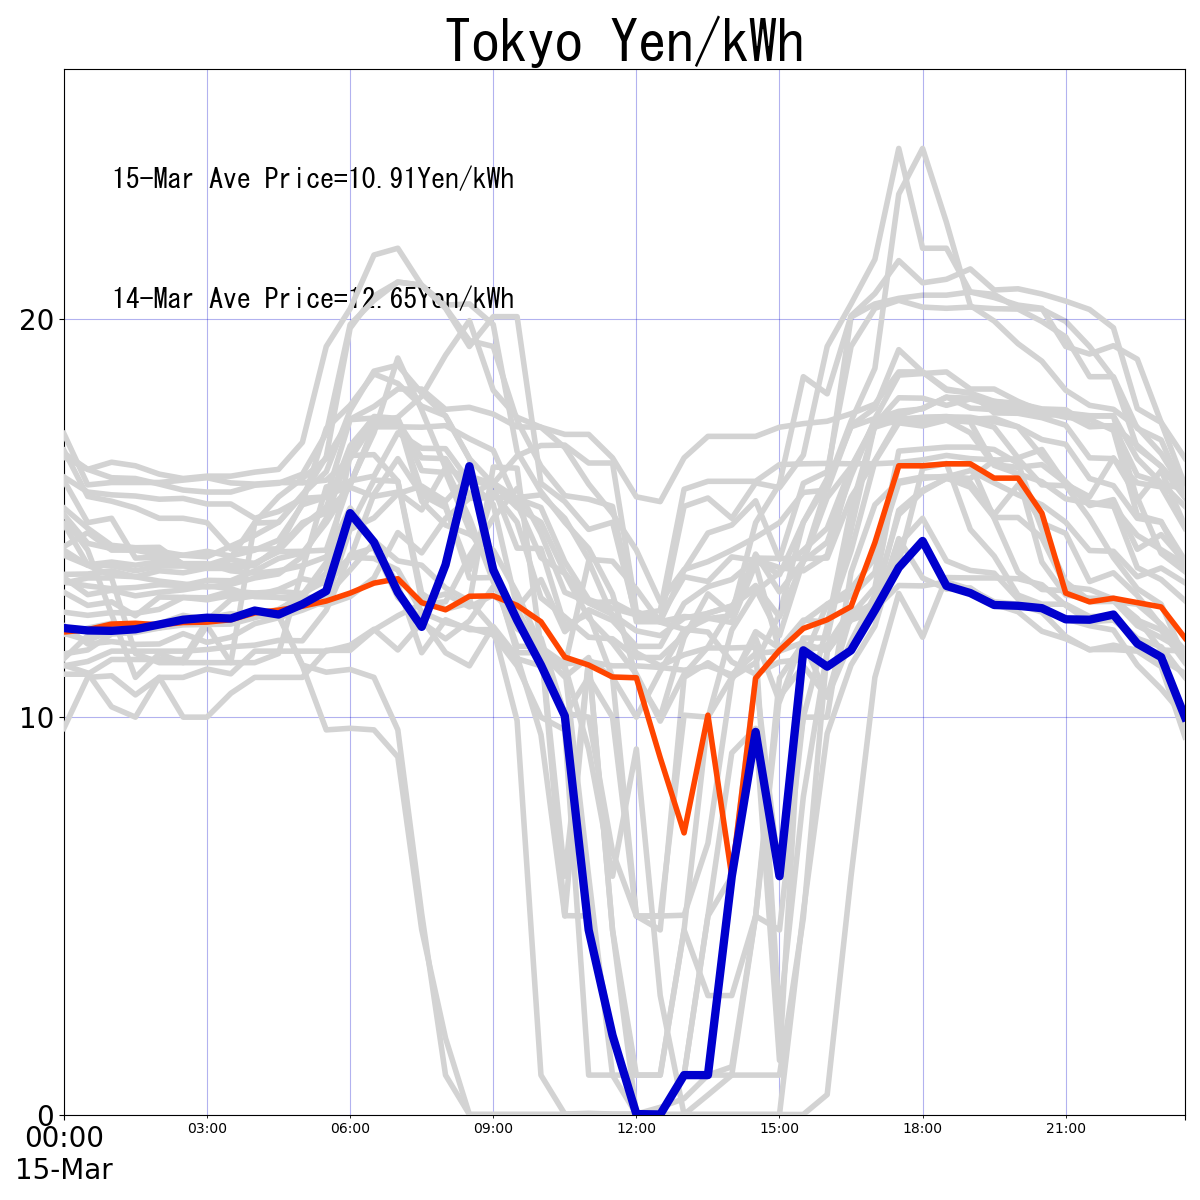 Tokyo Yen/kWh
15-Mar Ave Price=10.91Yen/kWh
14-Mar Ave Price=12.65Yen/kWh
20
10
0
00:00 03:00 06:00 09:00 12:00 15:00 18:00 21:00
15-Mar